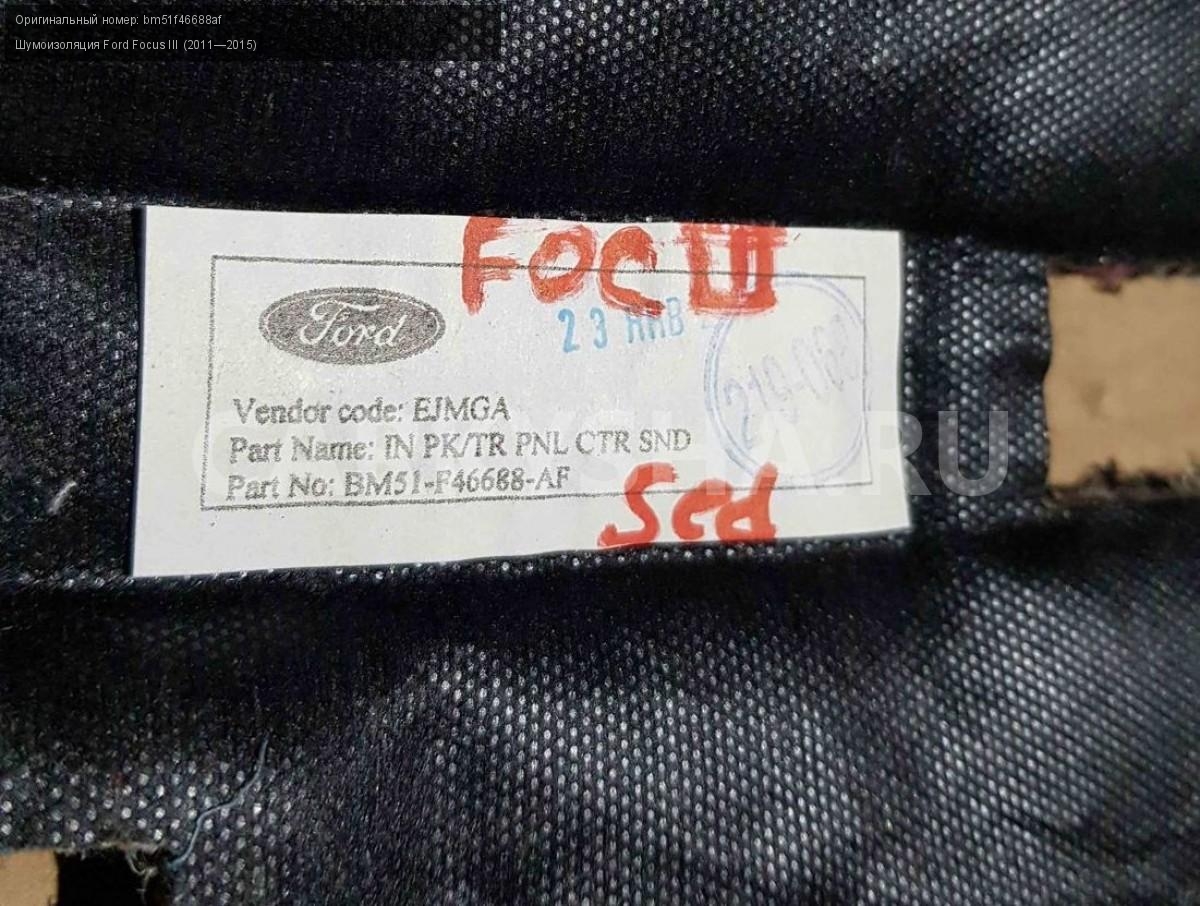 Оригинальный номер: bm51f46688af
Шумоизоляция Ford Focus III (2011—2015)
FOC III
Ford
23 ЯНВ
Vendor code: EJMGA
Part Name: IN PK/TR PNL CTR SND
Part No: BM51-F46688-AF
Sed